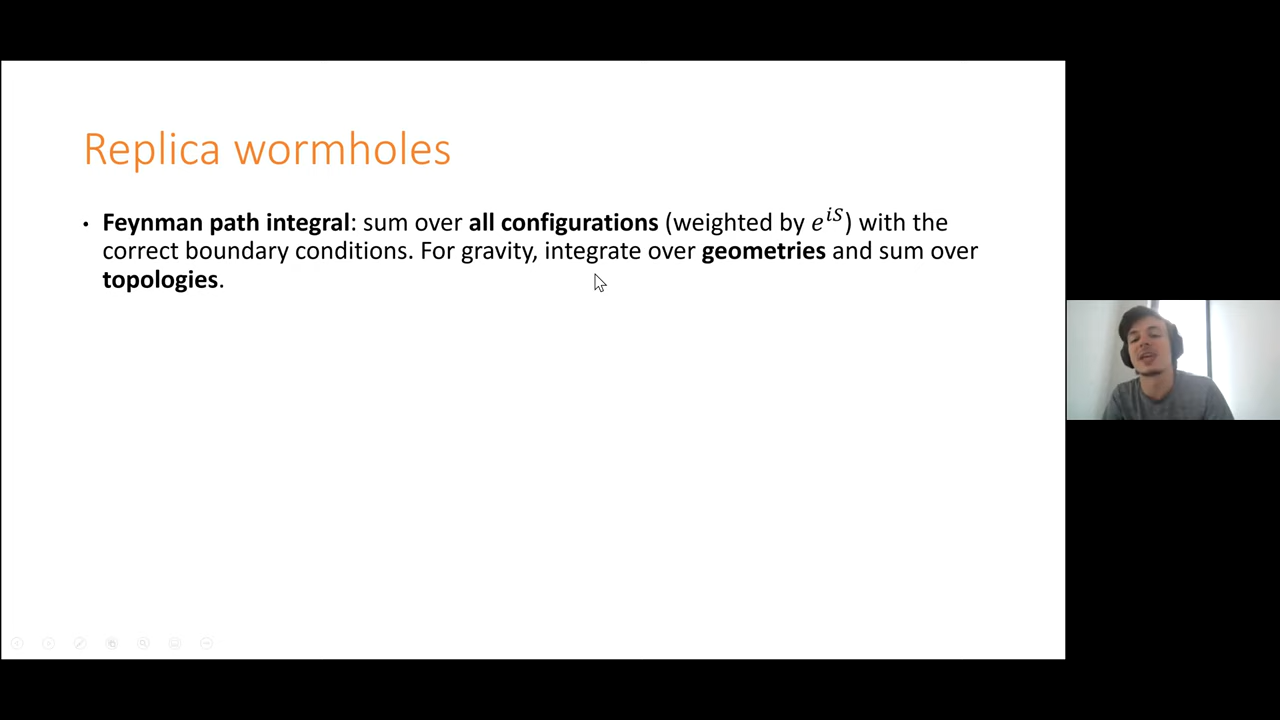 Replica wormholes
• Feynman path integral: sum over all configurations (weighted by $e^{iS}$) with the
correct boundary conditions. For gravity, integrate over geometries and sum over
topologies.